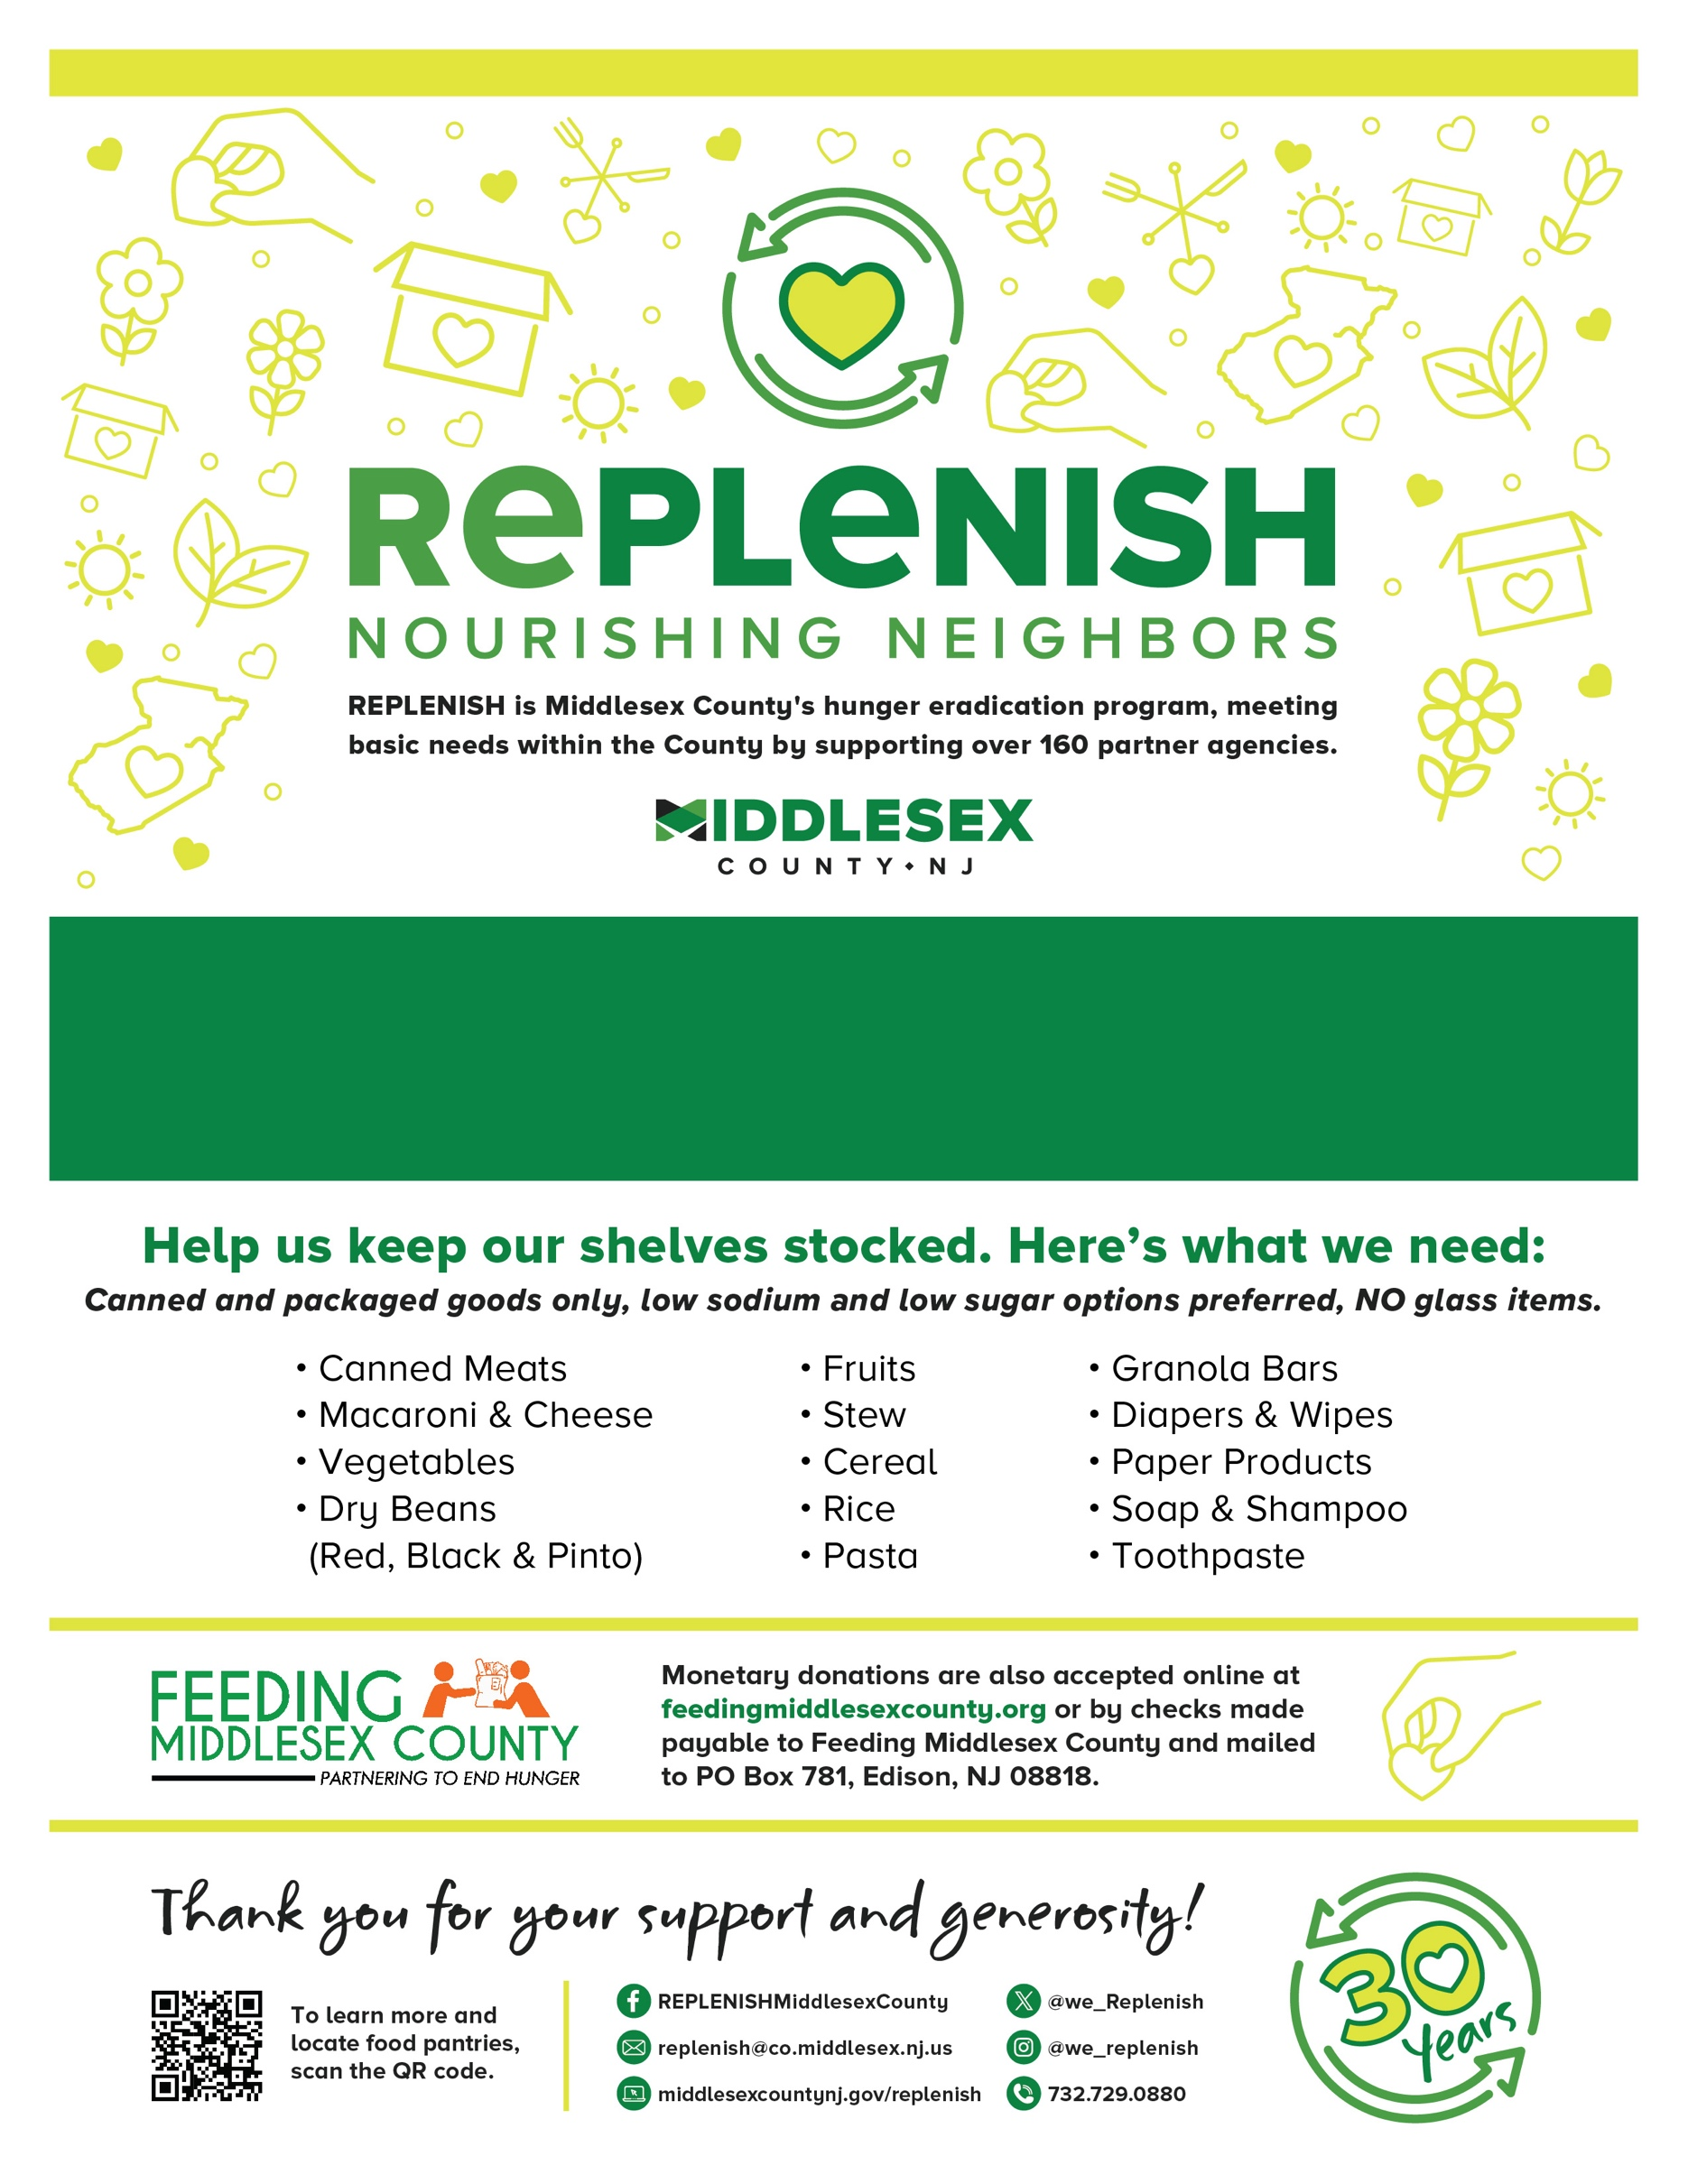 RePLeNISH
NOURISHING NEIGHBORS
REPLENISH is Middlesex County's hunger eradication program, meeting
basic needs within the County by supporting over 160 partner agencies.
MIDDLESEX
COUNTY • NJ
Help us keep our shelves stocked. Here’s what we need:
Canned and packaged goods only, low sodium and low sugar options preferred, NO glass items.
• Canned Meats
• Macaroni & Cheese
• Vegetables
• Dry Beans
(Red, Black & Pinto)
• Fruits
• Stew
• Cereal
• Rice
• Pasta
• Granola Bars
• Diapers & Wipes
• Paper Products
• Soap & Shampoo
• Toothpaste
FEEDING
MIDDLESEX COUNTY
PARTNERING TO END HUNGER
Monetary donations are also accepted online at
feedingmiddlesexcounty.org or by checks made
payable to Feeding Middlesex County and mailed
to PO Box 781, Edison, NJ 08818.
Thank you for your support and generosity!
To learn more and
locate food pantries,
scan the QR code.
REPLENISHMiddlesexCounty
replenish@co.middlesex.nj.us
middlesexcountynj.gov/replenish
@we_Replenish
@we_replenish
732.729.0880
30
years